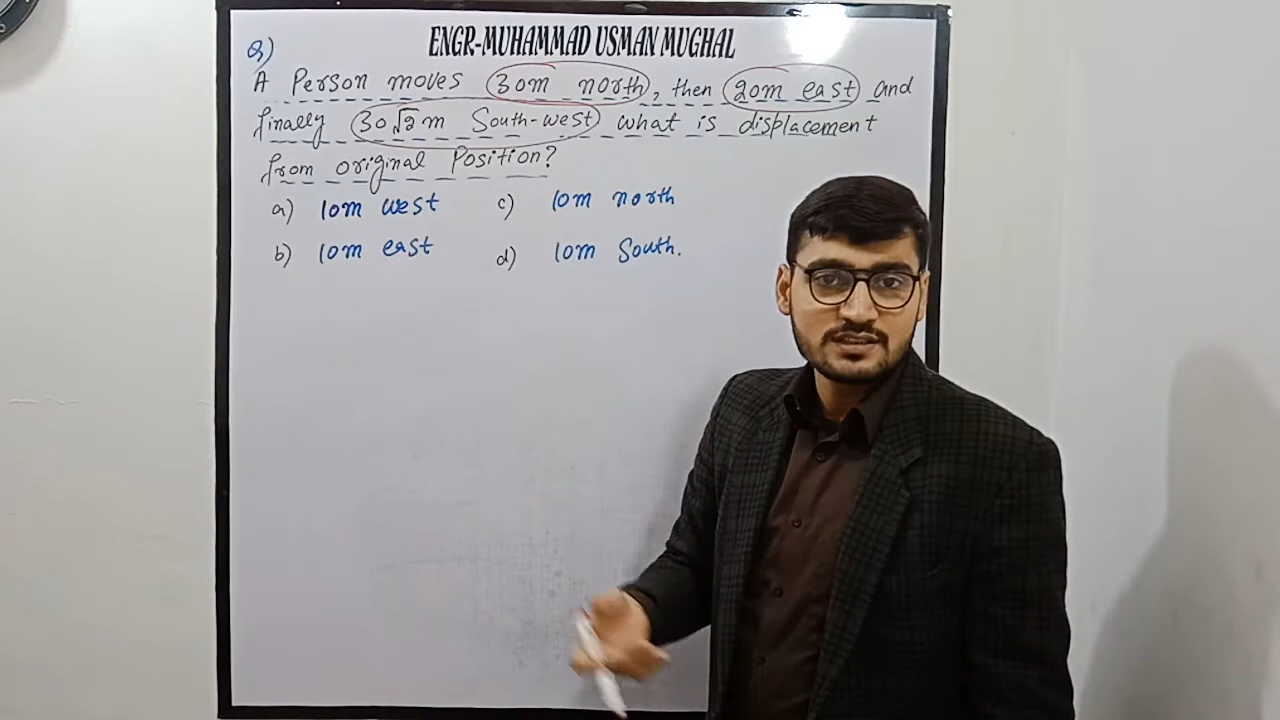 ENGR-MUHAMMAD USMAN MUGHAL
Q)
A Person moves 30m north, then 20m east and
finally 30√2m South-west what is displacement
from original Position?
a) 10m west c) 10m north
b) 10m east d) 10m South.